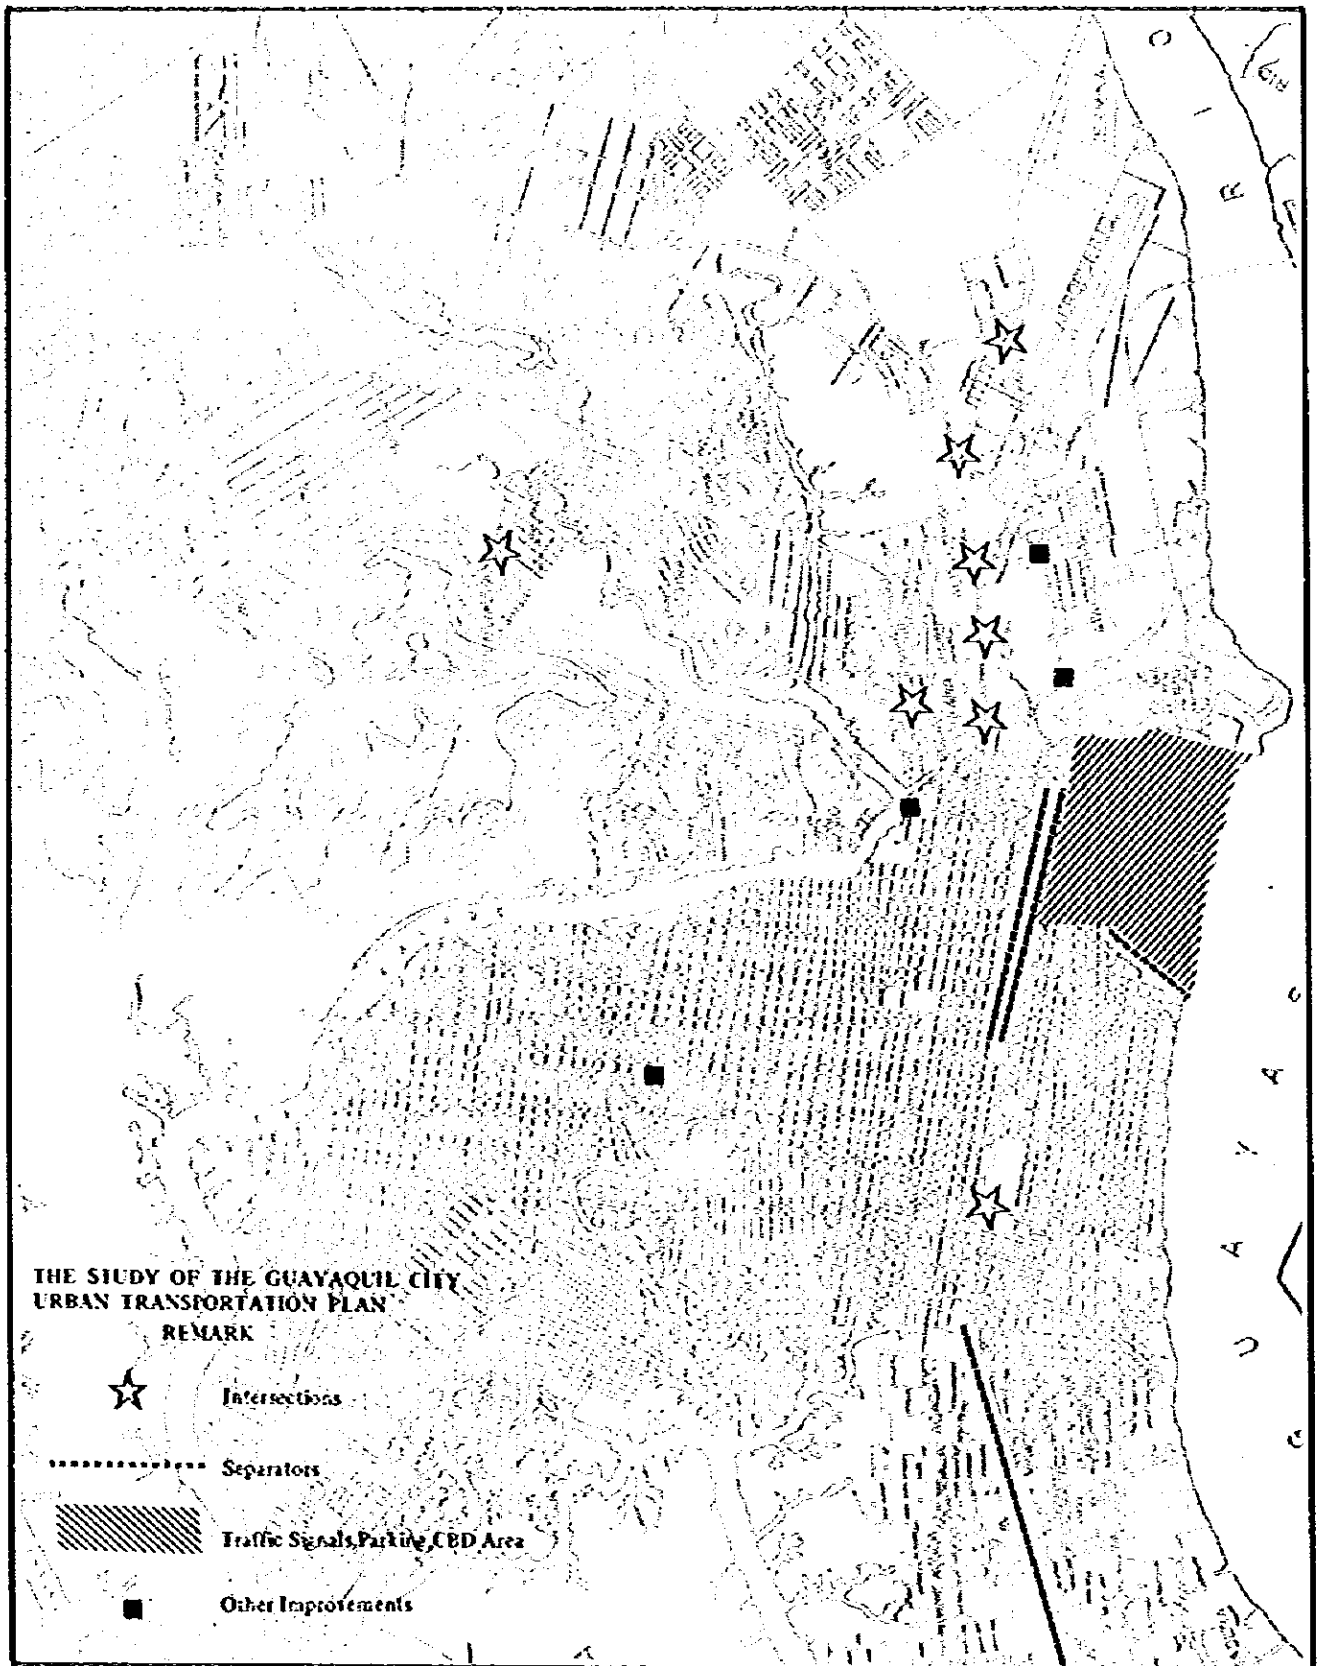 RIO
THE STUDY OF THE GUAYAQUIL CITY
URBAN TRANSPORTATION PLAN
REMARK
Intersections
Separators
Traffic Signals,Parking,CBD Area
Other Improvements